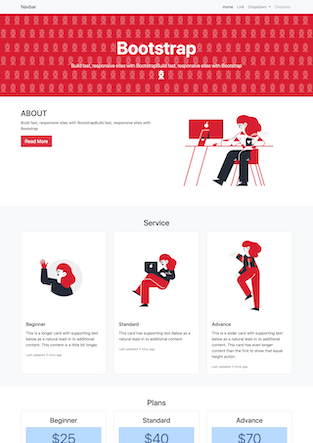 Navbar
Home Link Dropdown Disabled
Bootstrap
Build fast, responsive sites with BootstrapBuild fast, responsive sites with Bootstrap
ABOUT
Build fast, responsive sites with BootstrapBuild fast, responsive sites with
Bootstrap
Read More
Service
Beginner
This is a longer card with supporting text
below as a natural lead-in to additional
content. This content is a little bit longer.
Last updated 3 mins ago
Standard
This card has supporting text below as a
natural lead-in to additional content.
Last updated 3 mins ago
Advance
This is a wider card with supporting text
below as a natural lead-in to additional
content. This card has even longer
content than the first to show that equal
height action.
Last updated 3 mins ago
Plans
Beginner
$25
Standard
$40
Advance
$70